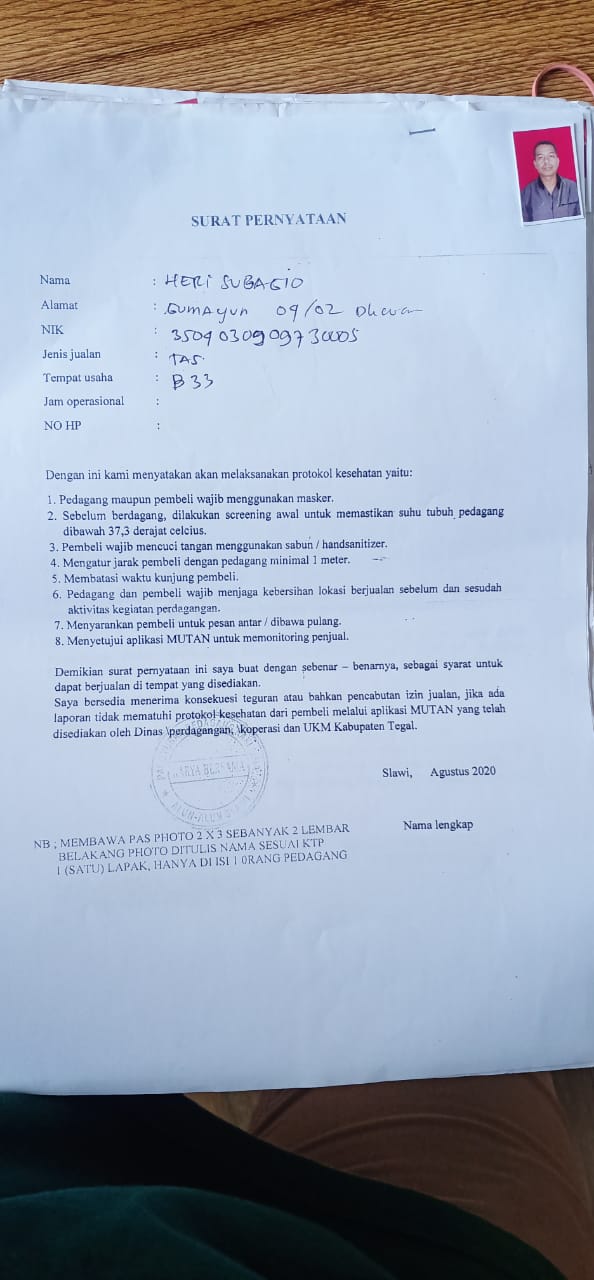 SURAT PERNYATAAN
Nama : HERI SUBAGIO
Alamat : GUMAYUN 09/02
NIK :
Jenis jualan : TAS.
Tempat usaha : B33
Jam operasional :
NO HP :
Dengan ini kami menyatakan akan melaksanakan protokol kesehatan yaitu:
1. Pedagang maupun pembeli wajib menggunakan masker.
2. Sebelum berdagang, dilakukan screening awal untuk memastikan suhu tubuh pedagang
dibawah 37,3 derajat celcius.
3. Pembeli wajib mencuci tangan menggunakan sabun / handsanitizer.
4. Mengatur jarak pembeli dengan pedagang minimal 1 meter.
5. Membatasi waktu kunjung pembeli.
6. Pedagang dan pembeli wajib menjaga kebersihan lokasi berjualan sebelum dan sesudah
aktivitas kegiatan perdagangan.
7. Menyarankan pembeli untuk pesan antar / dibawa pulang.
8. Menyetujui aplikasi MUTAN untuk memonitoring penjual.
Demikian surat pernyataan ini saya buat dengan sebenar – benarnya, sebagai syarat untuk
dapat berjualan di tempat yang disediakan.
Saya bersedia menerima konsekuesi teguran atau bahkan pencabutan izin jualan, jika ada
laporan tidak mematuhi protokol kesehatan dari pembeli melalui aplikasi MUTAN yang telah
disediakan oleh Dinas \perdagangan, \koperasi dan UKM Kabupaten Tegal.
KARYA BERSAMA
Slawi, Agustus 2020
Nama lengkap
NB ; MEMBAWA PAS PHOTO 2 X 3 SEBANYAK 2 LEMBAR
BELAKANG PHOTO DITULIS NAMA SESUAI KTP
1 (SATU) LAPAK, HANYA DI ISI 1 0RANG PEDAGANG